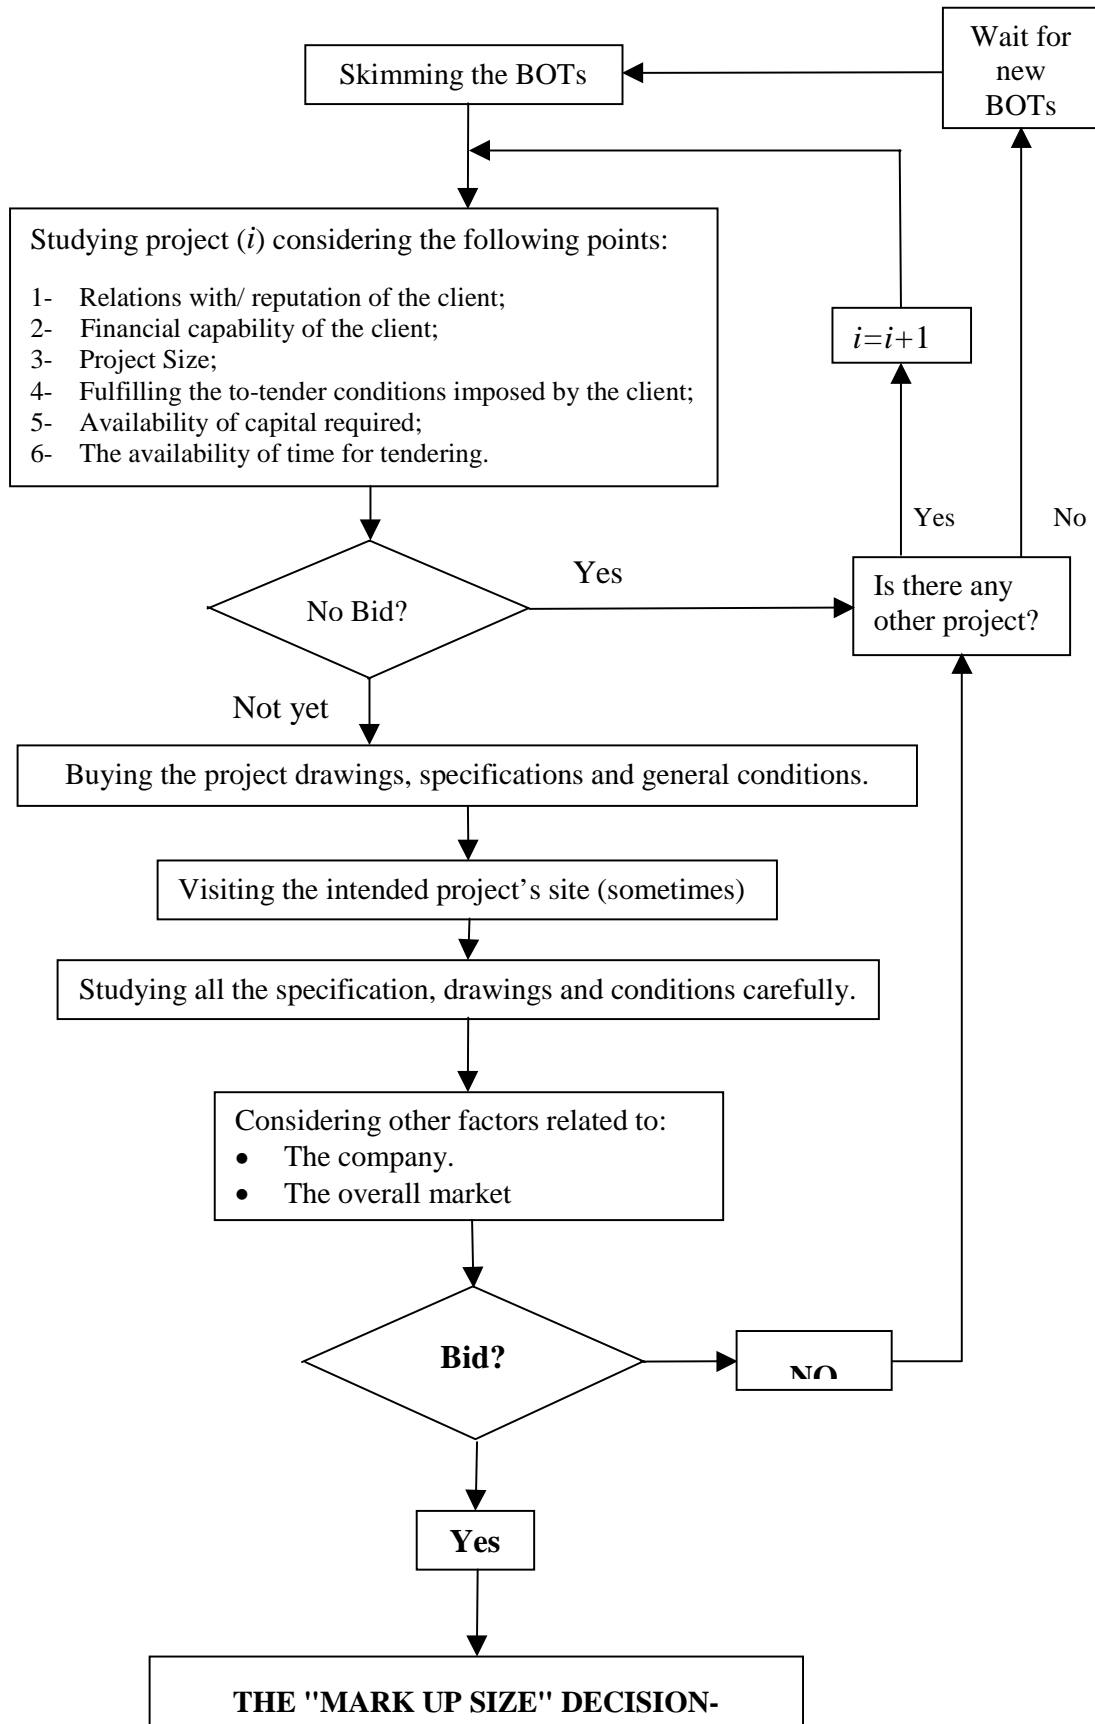 Wait for
new
BOTs
Skimming the BOTs
Studying project (i) considering the following points:
1- Relations with/ reputation of the client;
2- Financial capability of the client;
3- Project Size;
4- Fulfilling the to-tender conditions imposed by the client;
5- Availability of capital required;
6- The availability of time for tendering.
i=i+1
Yes
No
Is there any
other project?
No Bid?
Yes
Not yet
Buying the project drawings, specifications and general conditions.
Visiting the intended project’s site (sometimes)
Studying all the specification, drawings and conditions carefully.
Considering other factors related to:
• The company.
• The overall market
Bid?
NO
Yes
THE "MARK UP SIZE" DECISION-